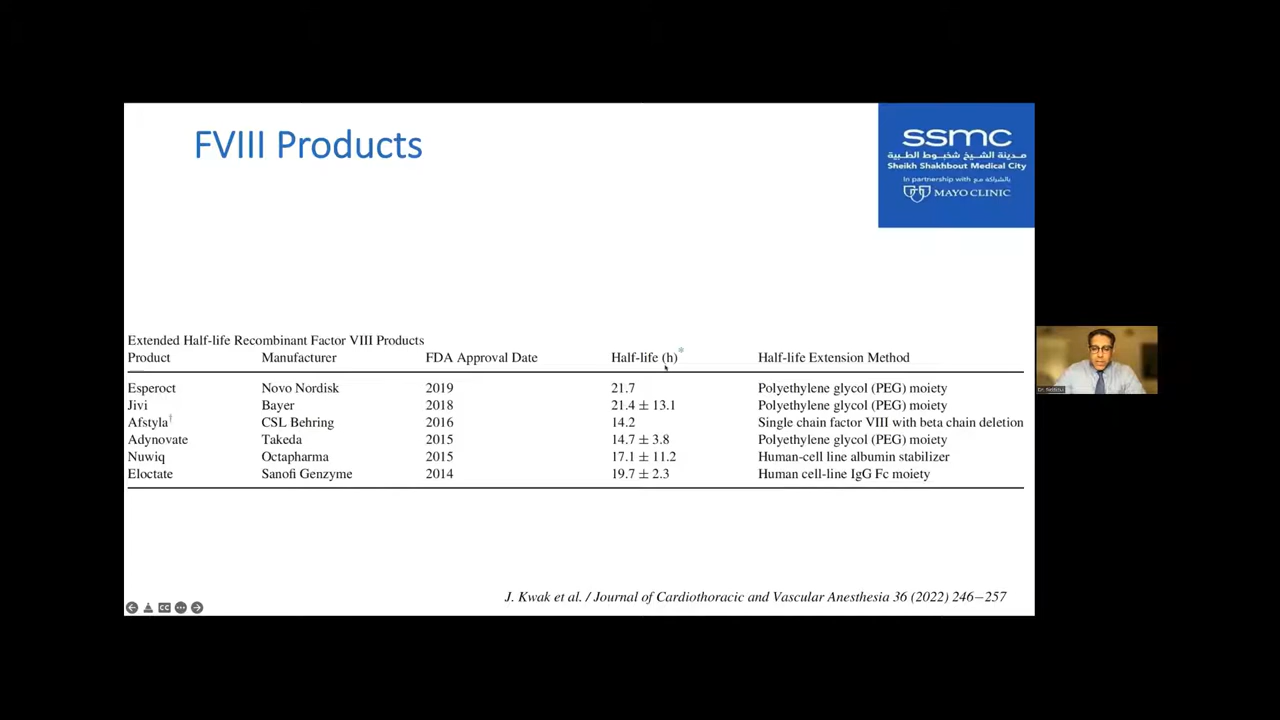 FVIII Products
ssmc
مدينة الشيخ شخبوط الطبية
Sheikh Shakhbout Medical City
In partnership with بالشراكة مع
MAYO CLINIC
Extended Half-life Recombinant Factor VIII Products
Product Manufacturer FDA Approval Date Half-life (h)* Half-life Extension Method
Esperoct Novo Nordisk 2019 21.7 Polyethylene glycol (PEG) moiety
Jivi Bayer 2018 21.4 ± 13.1 Polyethylene glycol (PEG) moiety
Afstyla† CSL Behring 2016 14.2 Single chain factor VIII with beta chain deletion
Adynovate Takeda 2015 14.7 ± 3.8 Polyethylene glycol (PEG) moiety
Nuwiq Octapharma 2015 17.1 ± 11.2 Human-cell line albumin stabilizer
Eloctate Sanofi Genzyme 2014 19.7 ± 2.3 Human cell-line IgG Fc moiety
J. Kwak et al. / Journal of Cardiothoracic and Vascular Anesthesia 36 (2022) 246–257
CC